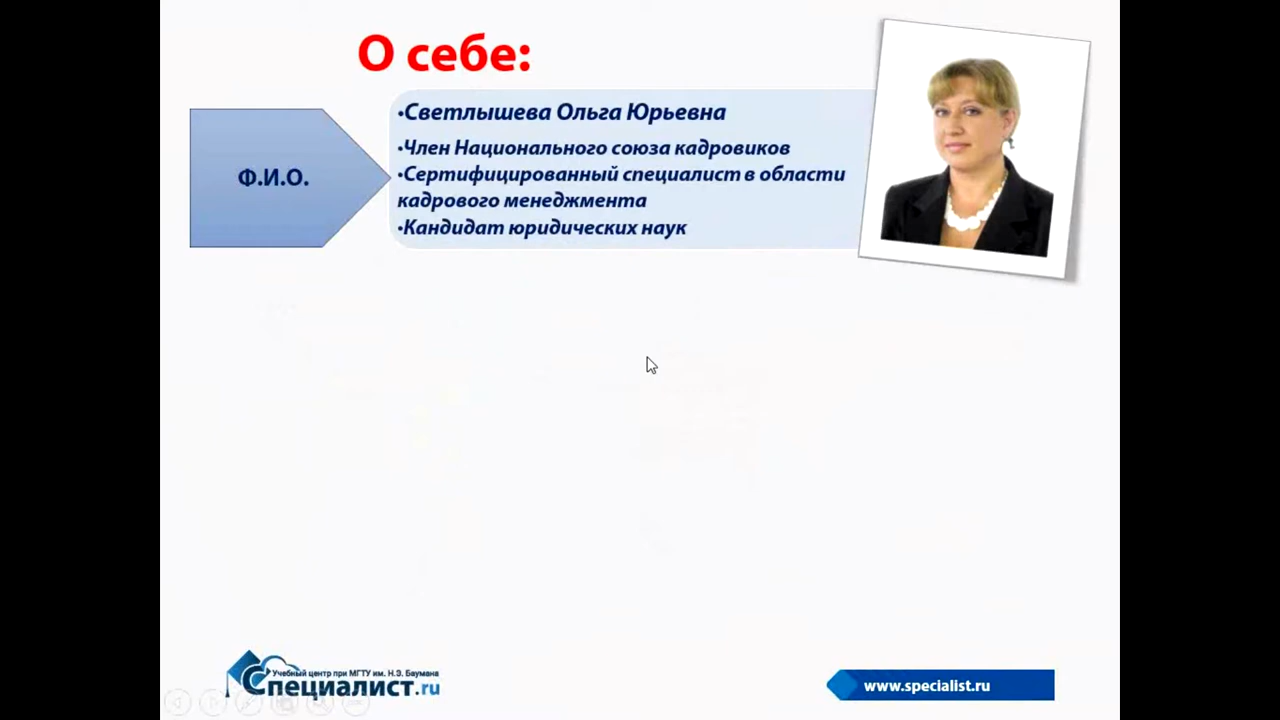 О себе:
Ф.И.О.
•Светлышева Ольга Юрьевна
•Член Национального союза кадровиков
•Сертифицированный специалист в области
кадрового менеджмента
•Кандидат юридических наук
Учебный центр при МГТУ им. Н.Э. Баумана
Специалист.ru
www.specialist.ru